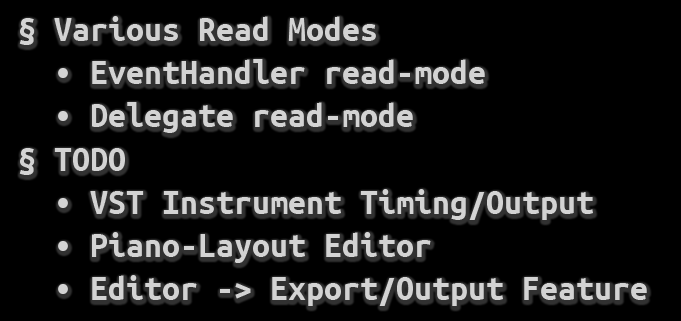 § Various Read Modes
• EventHandler read-mode
• Delegate read-mode
§ TODO
• VST Instrument Timing/Output
• Piano-Layout Editor
• Editor -> Export/Output Feature